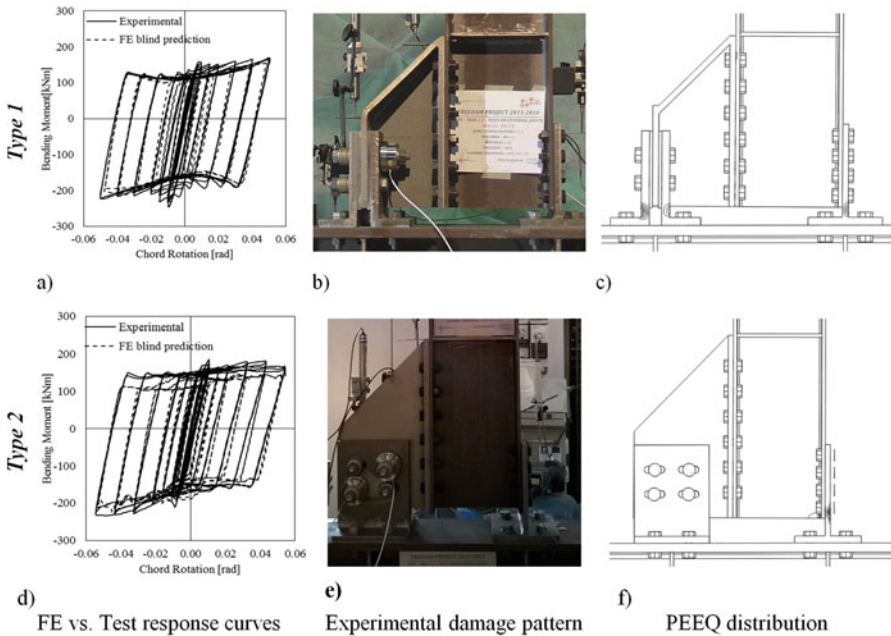 Type 1
Bending Moment[kNm]
300
200
100
0
-100
-200
-300
Experimental
FE blind prediction
-0.06 -0.04 -0.02 0.00 0.02 0.04 0.06
Chord Rotation [rad]
a)
b)
c)
Type 2
Bending Moment [kNm]
300
200
100
0
-100
-200
-300
Experimental
FE blind prediction
-0.06 -0.04 -0.02 0.00 0.02 0.04 0.06
Chord Rotation [rad]
d)
e)
f)
FE vs. Test response curves
Experimental damage pattern
PEEQ distribution